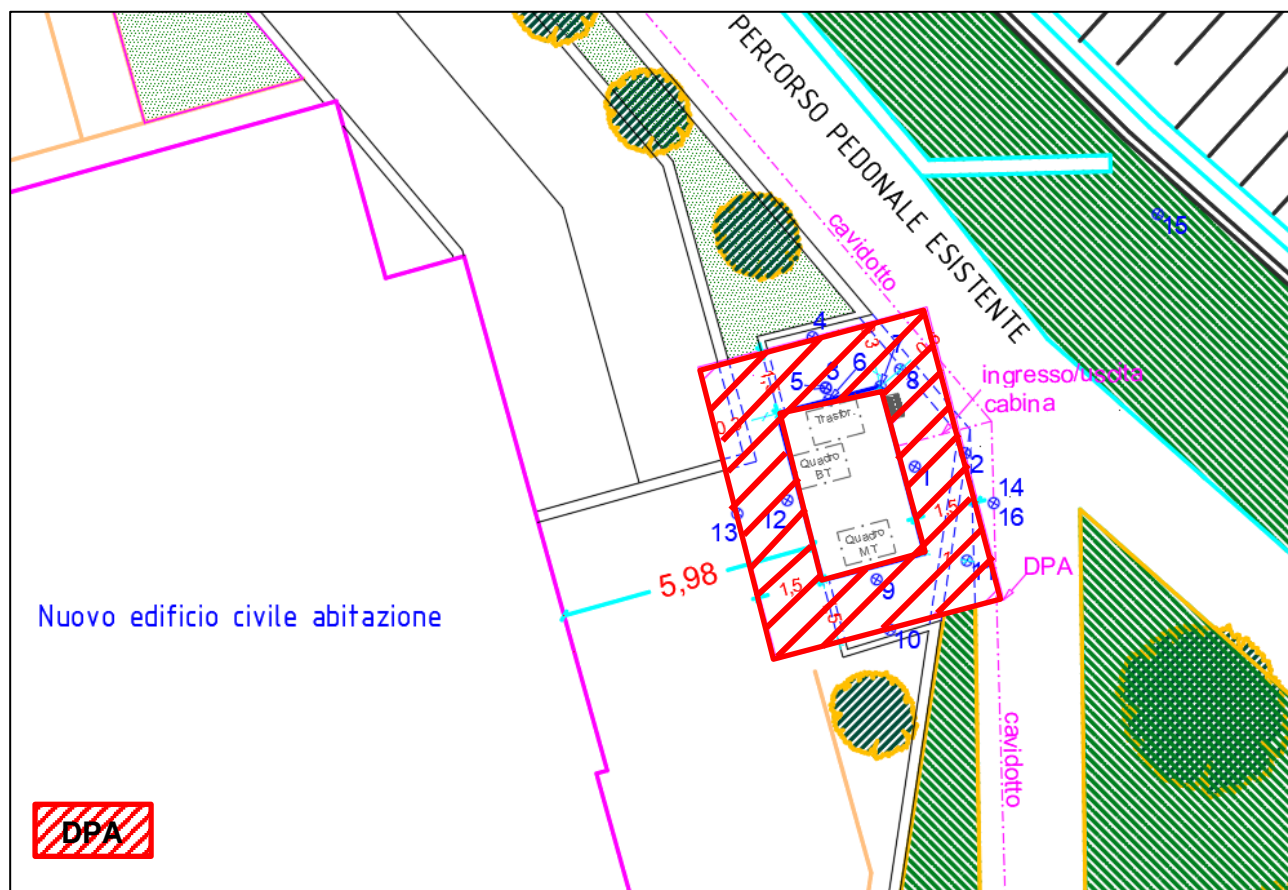 PERCORSO PEDONALE ESISTENTE
cavidotto
4
3
7
6
8
5
ingresso/uscita
cabina
Trasfor.
Quadro
BT
1
2
15
14
16
13
12
1,5
Quadro
MT
DPA
5,98
1,5
9
10
Nuovo edificio civile abitazione
cavidotto
DPA